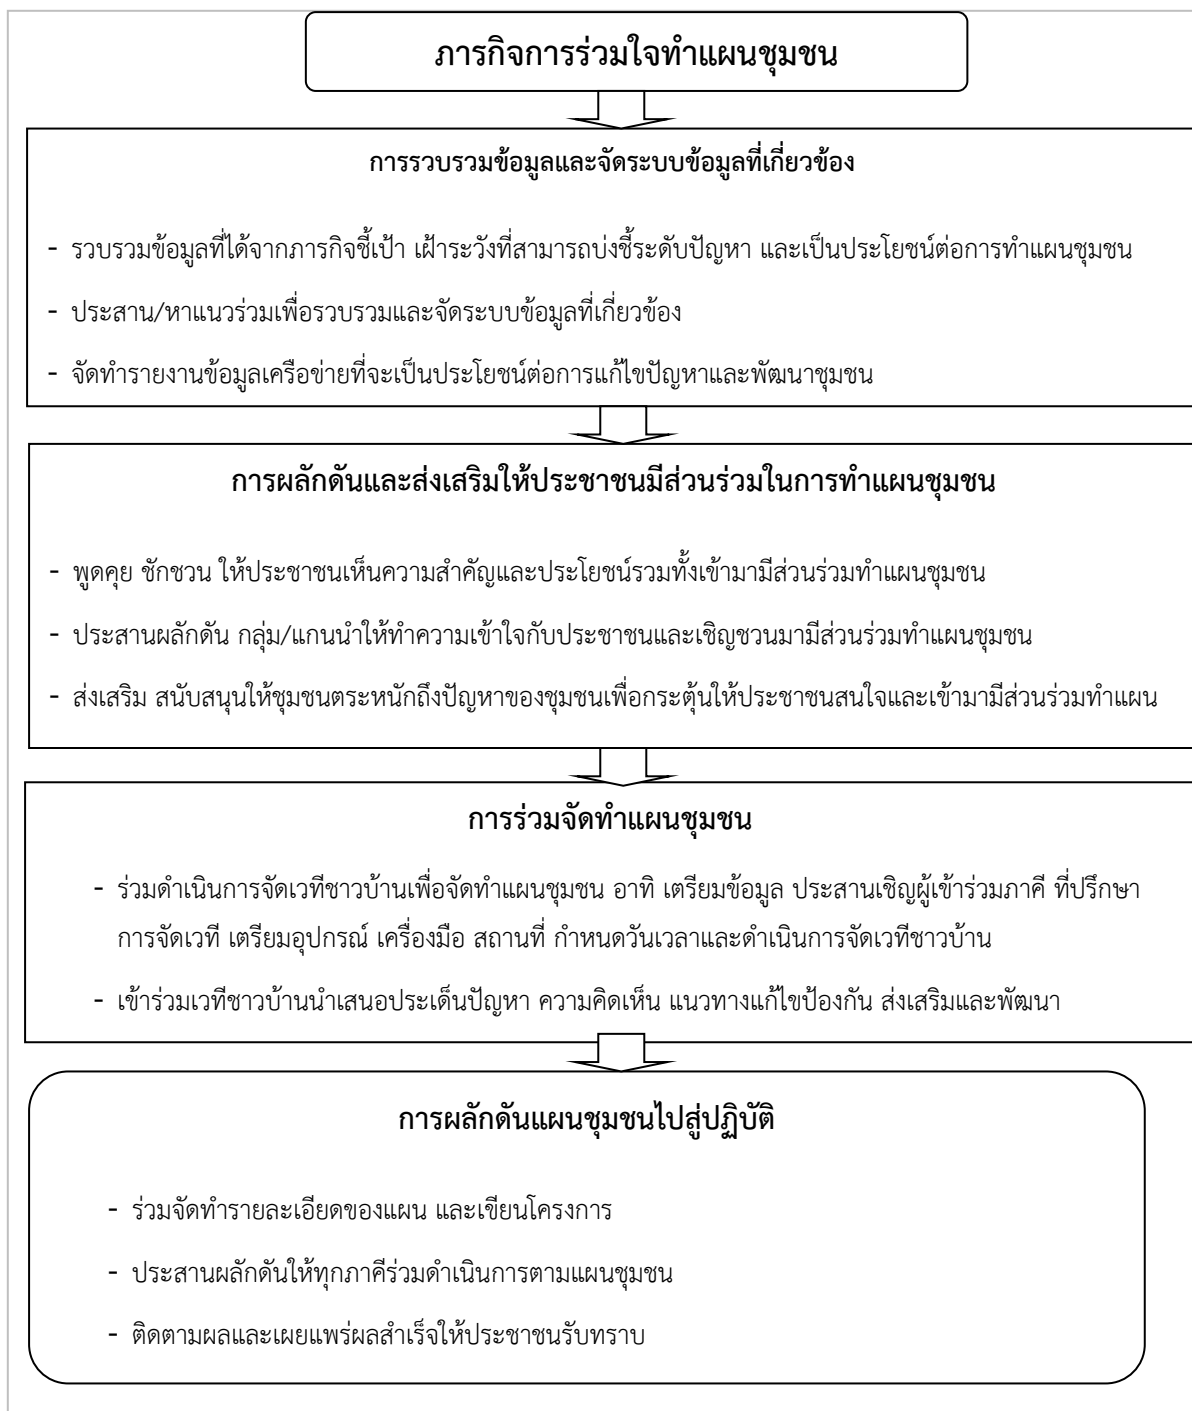 ภารกิจการร่วมใจทำแผนชุมชน
การรวบรวมข้อมูลและจัดระบบข้อมูลที่เกี่ยวข้อง
- รวบรวมข้อมูลที่ได้จากภารกิจชี้เป้า เฝ้าระวังที่สามารถบ่งชี้ระดับปัญหา และเป็นประโยชน์ต่อการทำแผนชุมชน
- ประสาน/หาแนวร่วมเพื่อรวบรวมและจัดระบบข้อมูลที่เกี่ยวข้อง
- จัดทำรายงานข้อมูลเครือข่ายที่จะเป็นประโยชน์ต่อการแก้ไขปัญหาและพัฒนาชุมชน
การผลักดันและส่งเสริมให้ประชาชนมีส่วนร่วมในการทำแผนชุมชน
- พูดคุย ชักชวน ให้ประชาชนเห็นความสำคัญและประโยชน์รวมทั้งเข้ามามีส่วนร่วมทำแผนชุมชน
- ประสานผลักดัน กลุ่ม/แกนนำให้ทำความเข้าใจกับประชาชนและเชิญชวนมามีส่วนร่วมทำแผนชุมชน
- ส่งเสริม สนับสนุนให้ชุมชนตระหนักถึงปัญหาของชุมชนเพื่อกระตุ้นให้ประชาชนสนใจและเข้ามามีส่วนร่วมทำแผน
การร่วมจัดทำแผนชุมชน
- ร่วมดำเนินการจัดเวทีชาวบ้านเพื่อจัดทำแผนชุมชน อาทิ เตรียมข้อมูล ประสานเชิญผู้เข้าร่วมภาคี ที่ปรึกษา
การจัดเวที เตรียมอุปกรณ์ เครื่องมือ สถานที่ กำหนดวันเวลาและดำเนินการจัดเวทีชาวบ้าน
- เข้าร่วมเวทีชาวบ้านนำเสนอประเด็นปัญหา ความคิดเห็น แนวทางแก้ไขป้องกัน ส่งเสริมและพัฒนา
การผลักดันแผนชุมชนไปสู่ปฏิบัติ
- ร่วมจัดทำรายละเอียดของแผน และเขียนโครงการ
- ประสานผลักดันให้ทุกภาคีร่วมดำเนินการตามแผนชุมชน
- ติดตามผลและเผยแพร่ผลสำเร็จให้ประชาชนรับทราบ